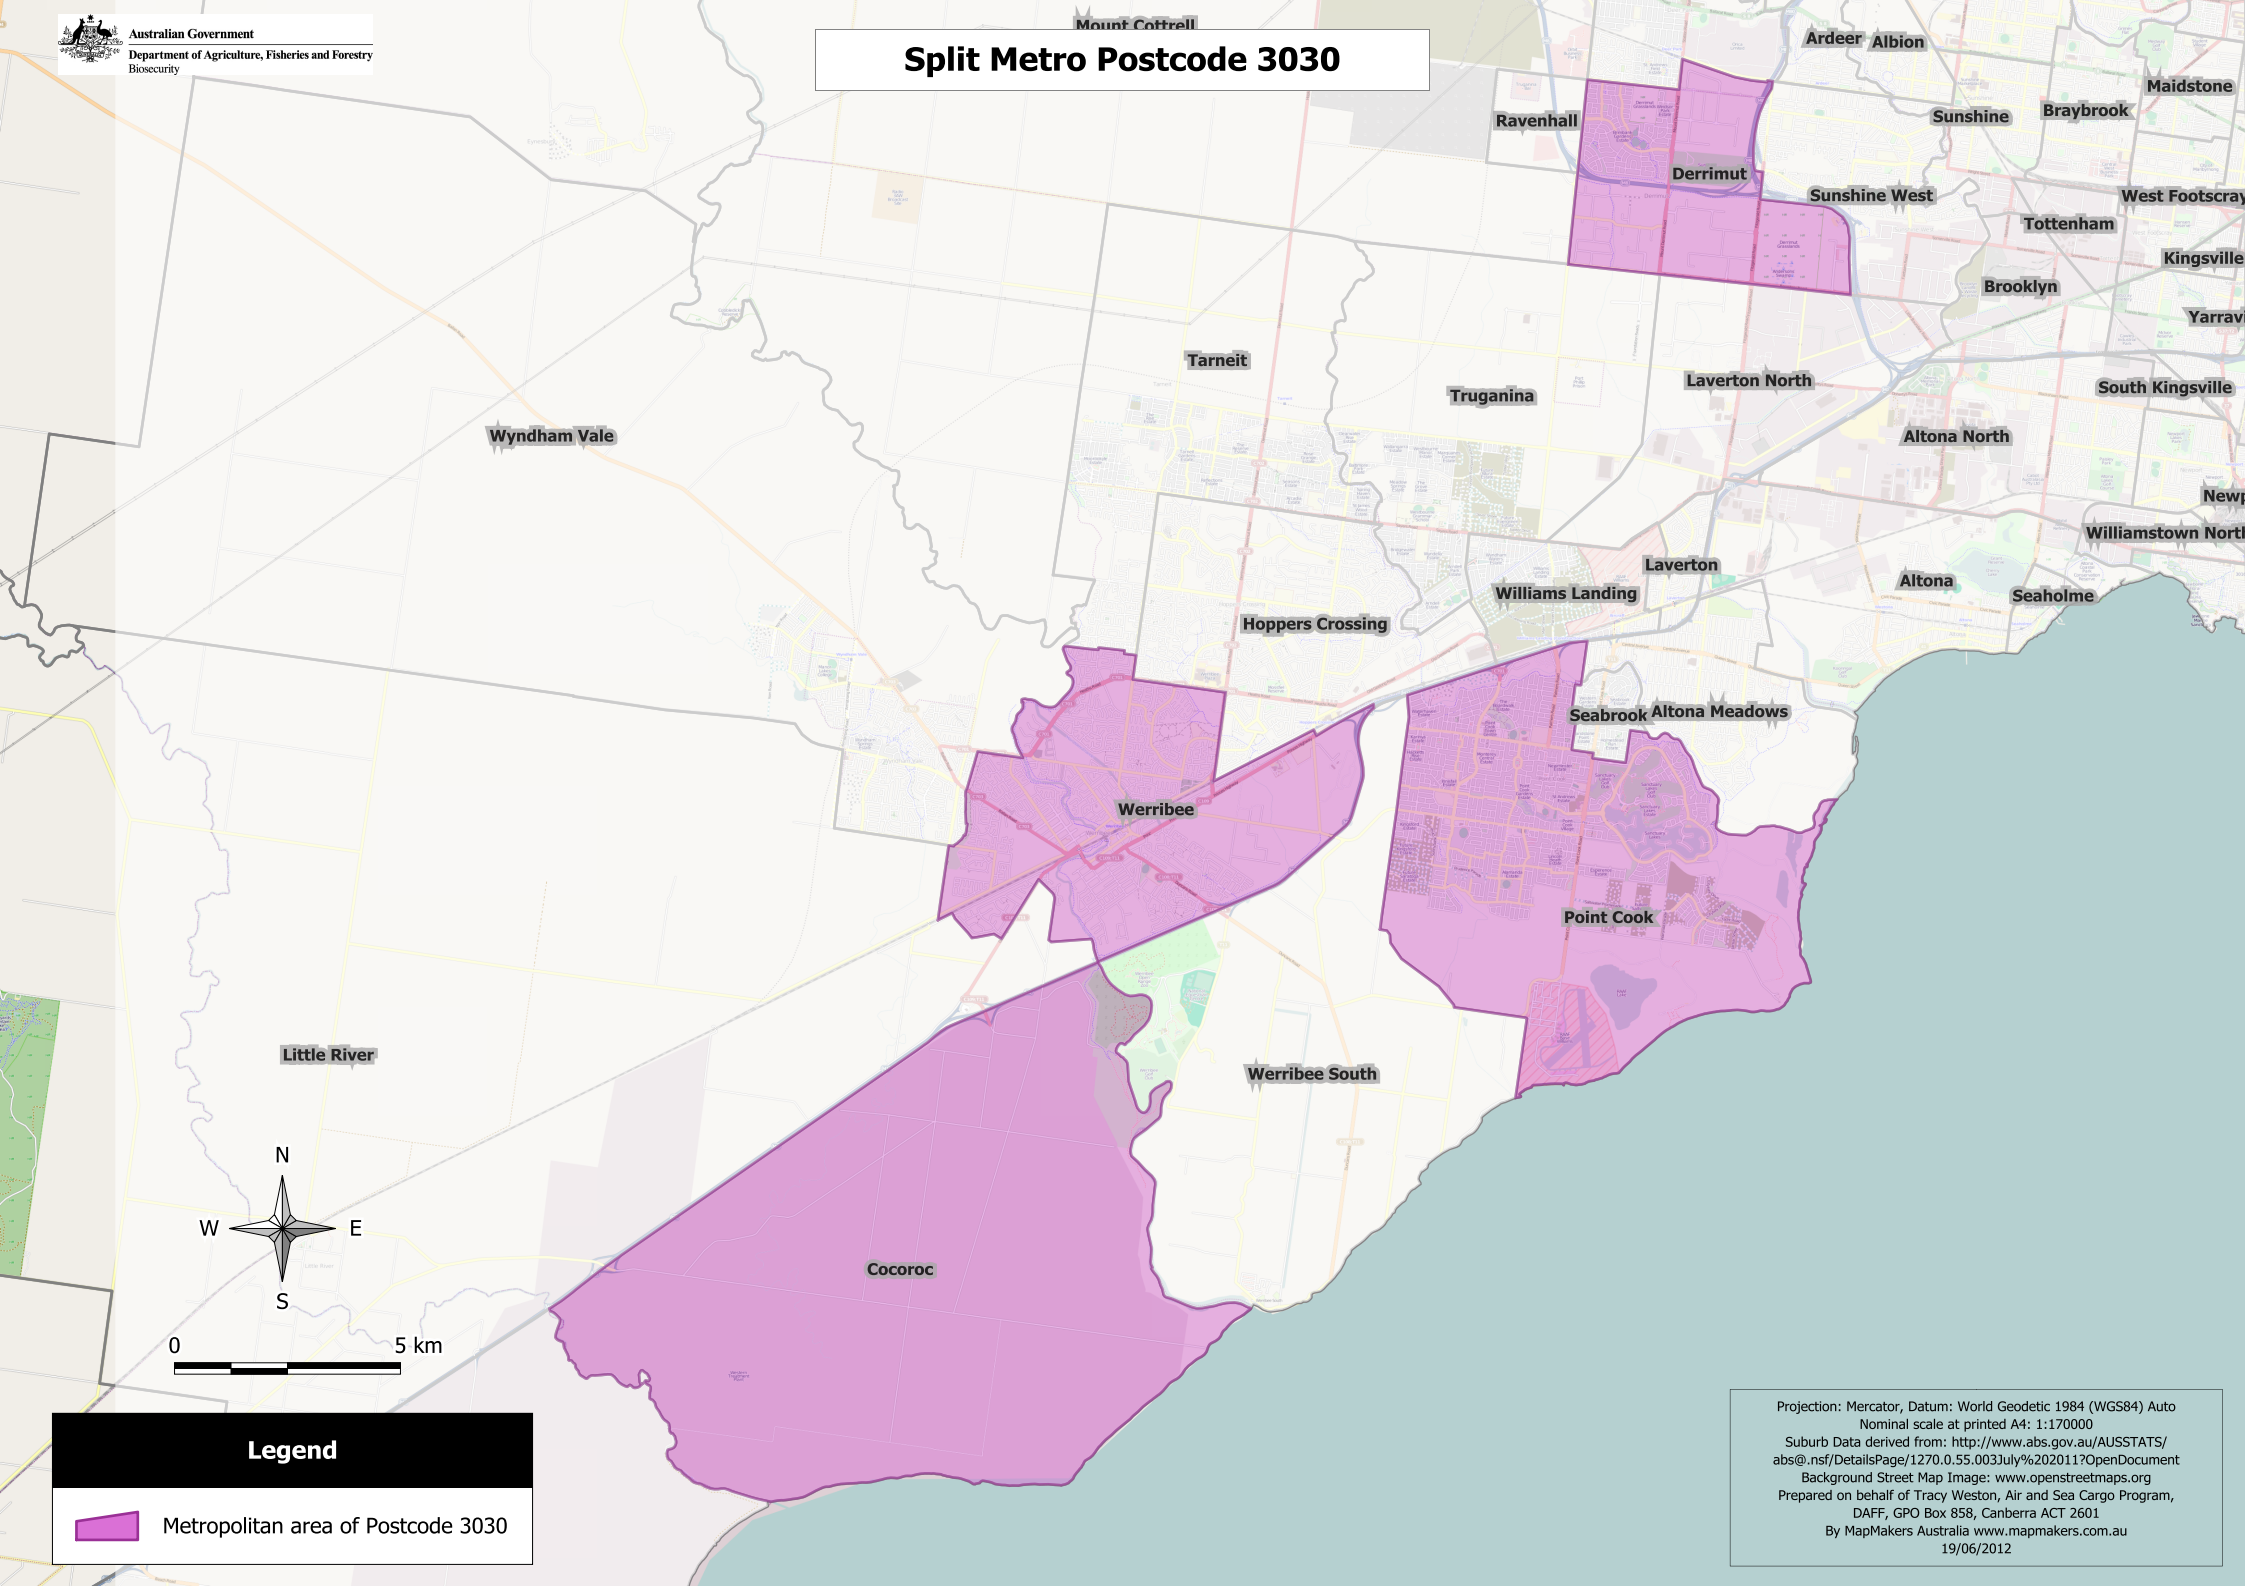 Australian Government
Department of Agriculture, Fisheries and Forestry
Biosecurity
Mount Cottrell
Split Metro Postcode 3030
Ardeer
Albion
Maidstone
Braybrook
Sunshine
Ravenhall
Derrimut
Sunshine West
West Footscray
Tottenham
Kingsville
Brooklyn
Yarravi
Tarneit
Truganina
Laverton North
South Kingsville
Wyndham Vale
Altona North
Newp
Williamstown North
Laverton
Williams Landing
Altona
Seaholme
Hoppers Crossing
Seabrook
Altona Meadows
Werribee
Point Cook
Little River
Werribee South
Cocoroc
N
W
E
S
0
5 km
Legend
Metropolitan area of Postcode 3030
Projection: Mercator, Datum: World Geodetic 1984 (WGS84) Auto
Nominal scale at printed A4: 1:170000
Suburb Data derived from: http://www.abs.gov.au/AUSSTATS/
abs@.nsf/DetailsPage/1270.0.55.003July%202011?OpenDocument
Background Street Map Image: www.openstreetmaps.org
Prepared on behalf of Tracy Weston, Air and Sea Cargo Program,
DAFF, GPO Box 858, Canberra ACT 2601
By MapMakers Australia www.mapmakers.com.au
19/06/2012